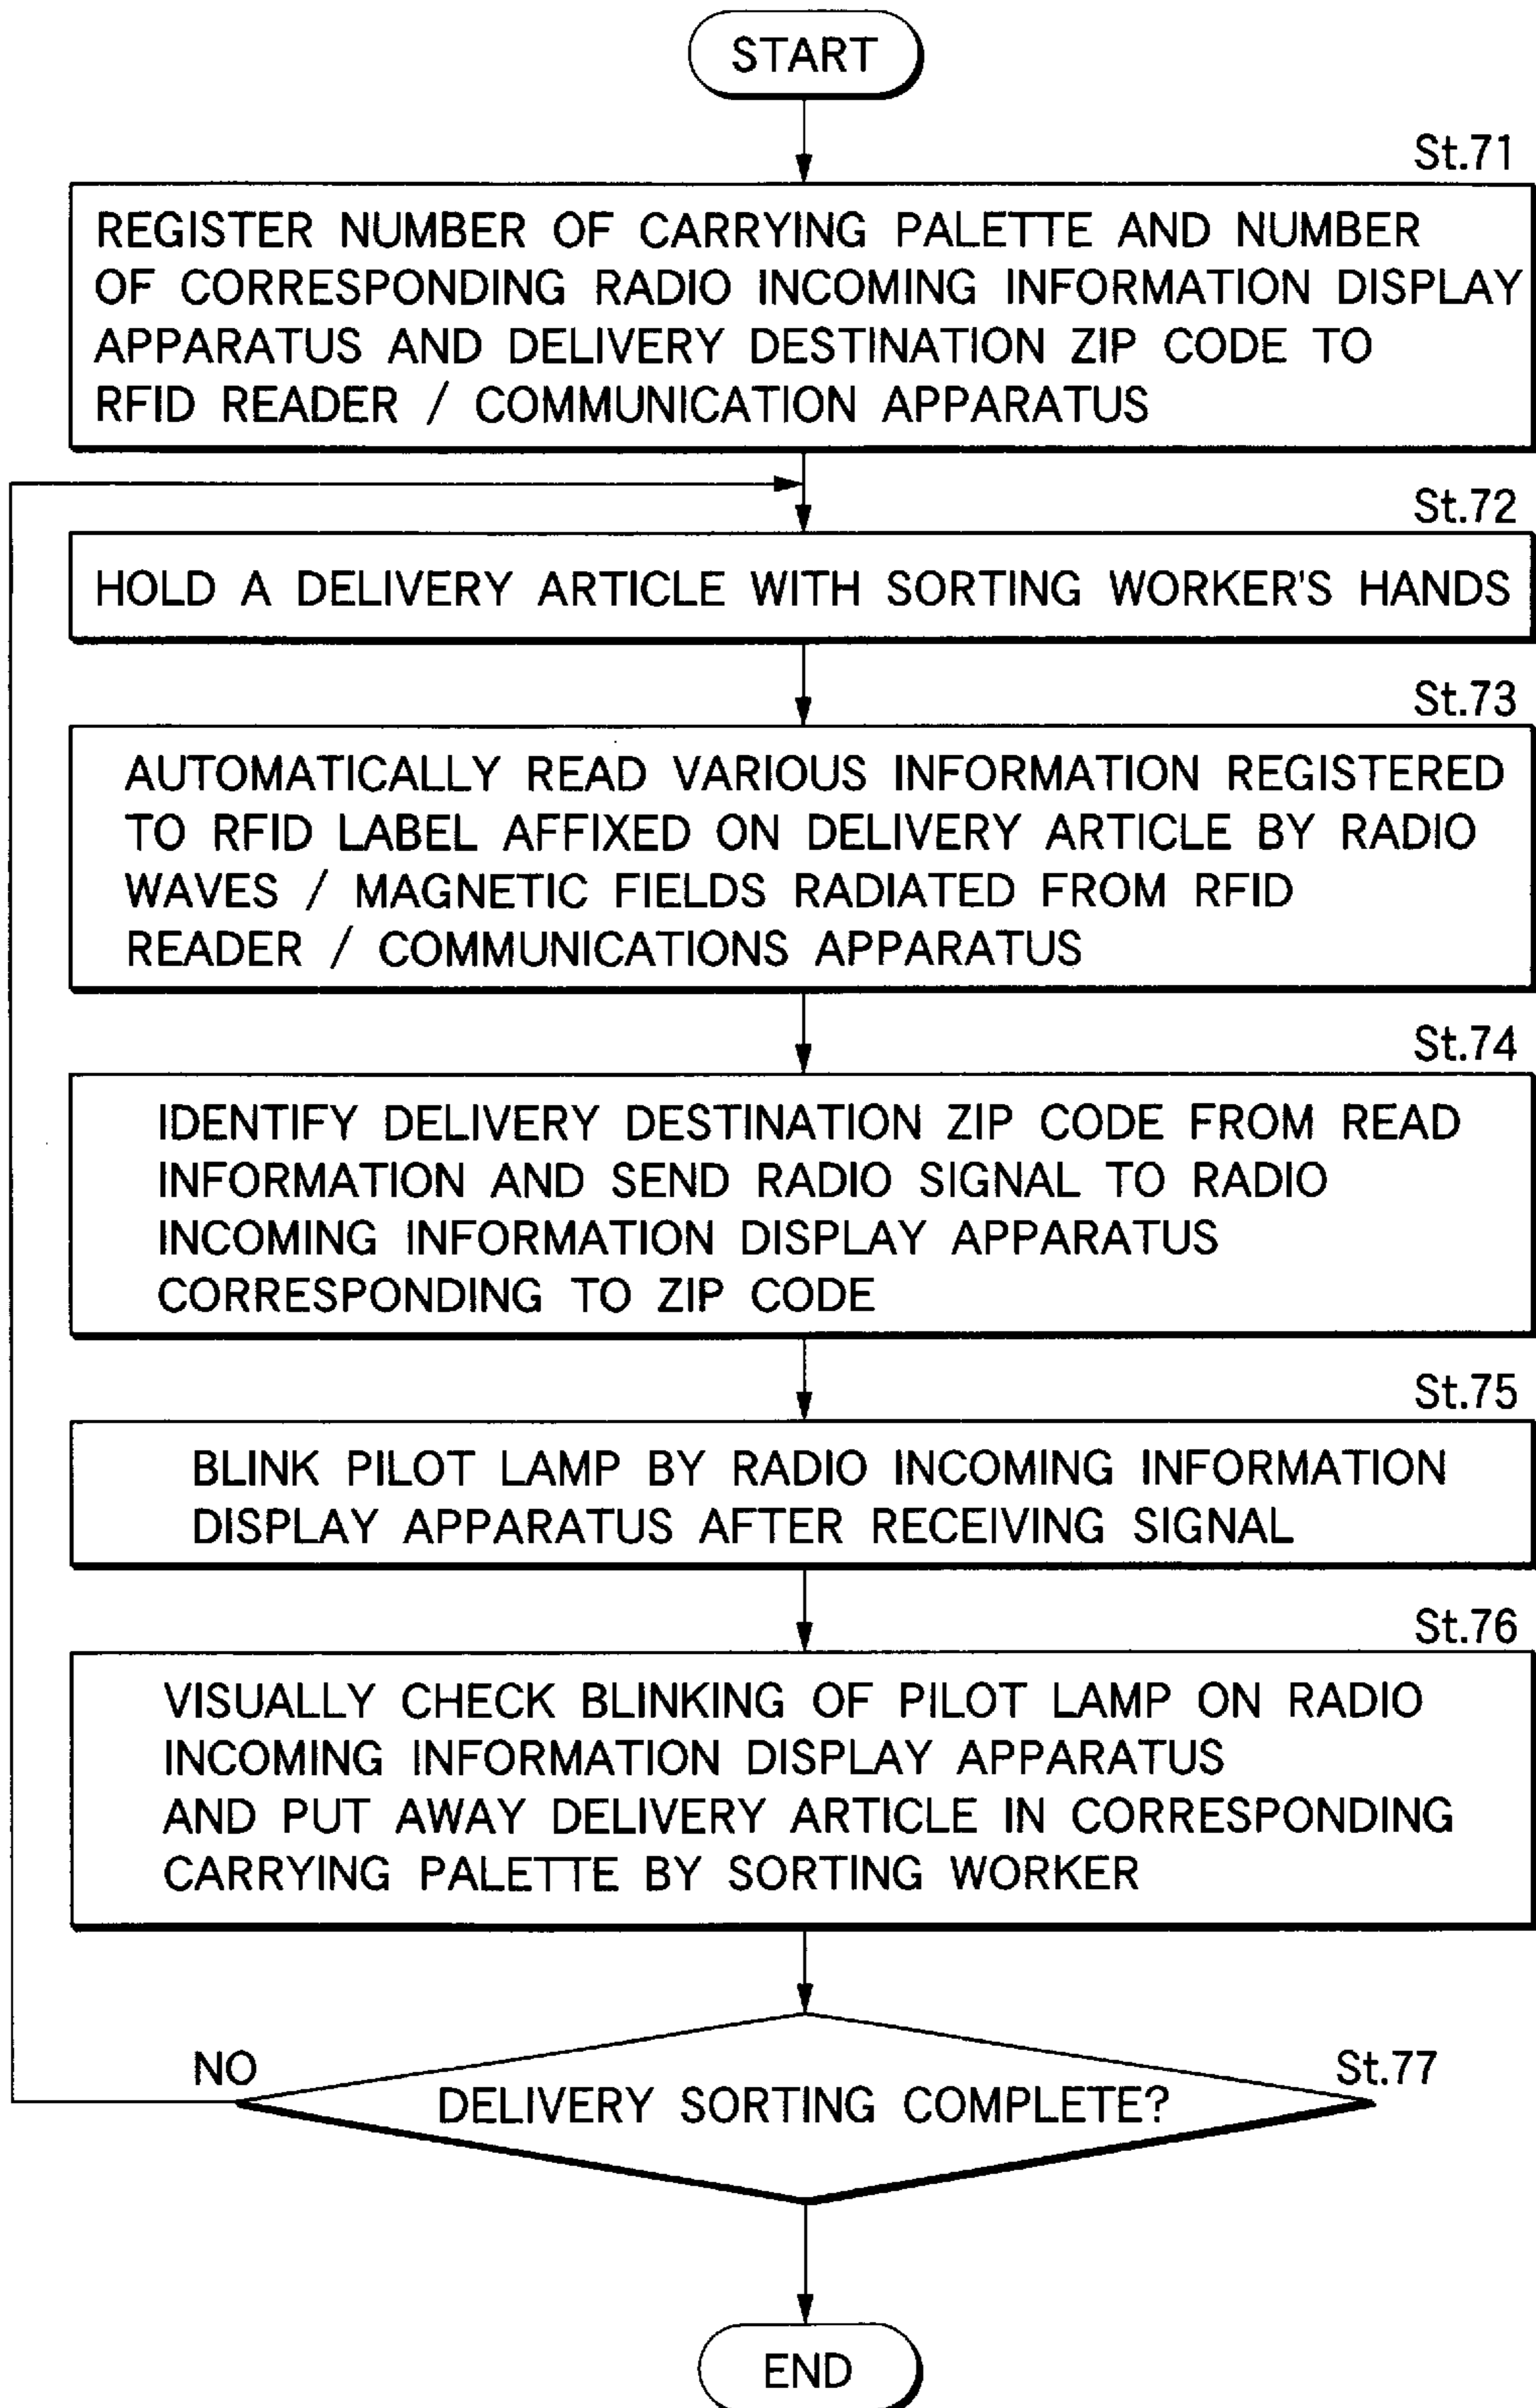 START
St.71
REGISTER NUMBER OF CARRYING PALETTE AND NUMBER
OF CORRESPONDING RADIO INCOMING INFORMATION DISPLAY
APPARATUS AND DELIVERY DESTINATION ZIP CODE TO
RFID READER / COMMUNICATION APPARATUS
St.72
HOLD A DELIVERY ARTICLE WITH SORTING WORKER'S HANDS
St.73
AUTOMATICALLY READ VARIOUS INFORMATION REGISTERED
TO RFID LABEL AFFIXED ON DELIVERY ARTICLE BY RADIO
WAVES / MAGNETIC FIELDS RADIATED FROM RFID
READER / COMMUNICATIONS APPARATUS
St.74
IDENTIFY DELIVERY DESTINATION ZIP CODE FROM READ
INFORMATION AND SEND RADIO SIGNAL TO RADIO
INCOMING INFORMATION DISPLAY APPARATUS
CORRESPONDING TO ZIP CODE
St.75
BLINK PILOT LAMP BY RADIO INCOMING INFORMATION
DISPLAY APPARATUS AFTER RECEIVING SIGNAL
St.76
VISUALLY CHECK BLINKING OF PILOT LAMP ON RADIO
INCOMING INFORMATION DISPLAY APPARATUS
AND PUT AWAY DELIVERY ARTICLE IN CORRESPONDING
CARRYING PALETTE BY SORTING WORKER
NO
St.77
DELIVERY SORTING COMPLETE?
END